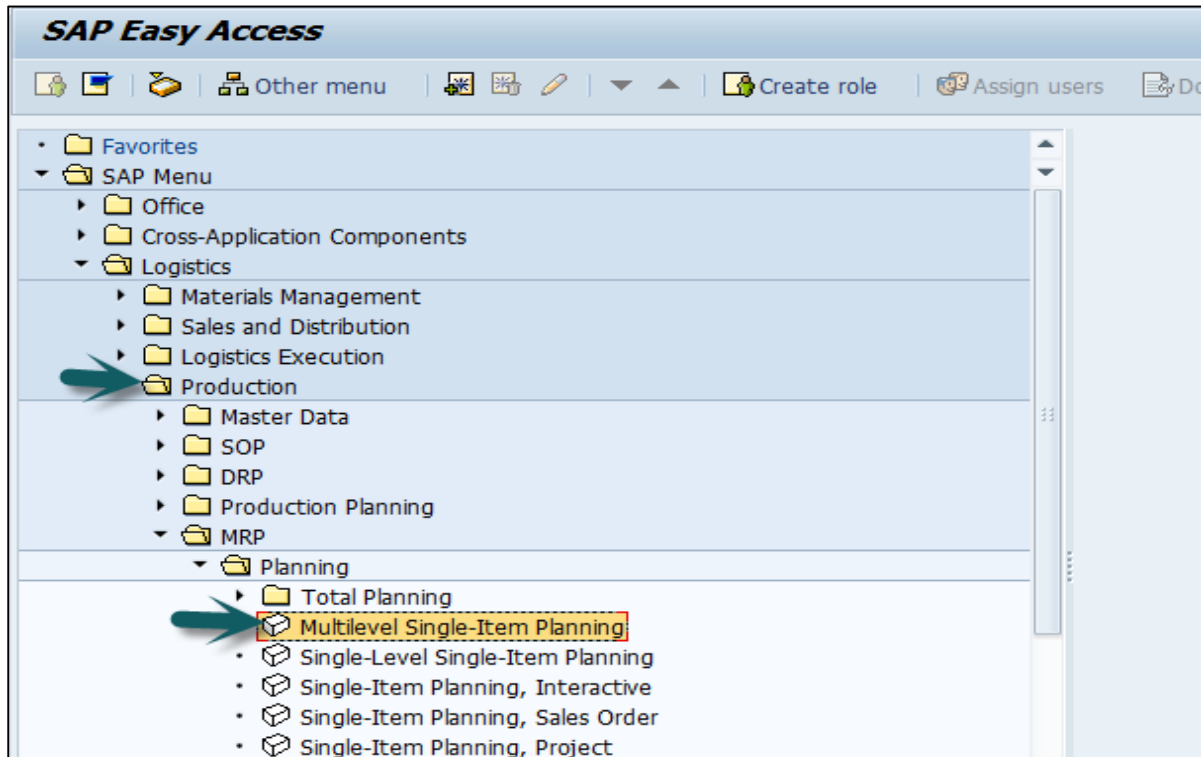 SAP Easy Access
Other menu Create role Assign users Do
Favorites
SAP Menu
Office
Cross-Application Components
Logistics
Materials Management
Sales and Distribution
Logistics Execution
Production
Master Data
SOP
DRP
Production Planning
MRP
Planning
Total Planning
Multilevel Single-Item Planning
Single-Level Single-Item Planning
Single-Item Planning, Interactive
Single-Item Planning, Sales Order
Single-Item Planning, Project